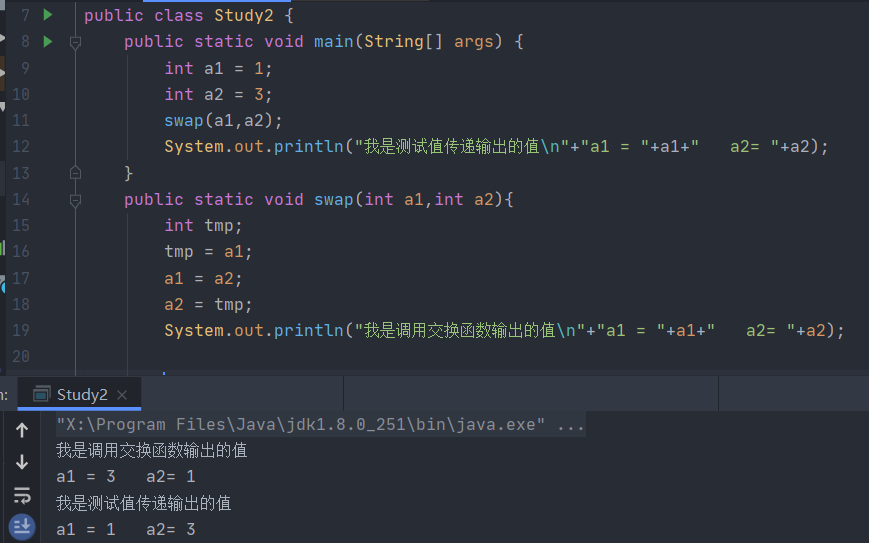 7 public class Study2 {
8 public static void main(String[] args) {
9 int a1 = 1;
10 int a2 = 3;
11 swap(a1,a2);
12 System.out.println("我是测试值传递输出的值\n"+"a1 = "+a1+"   a2= "+a2);
13 }
14 public static void swap(int a1,int a2){
15 int tmp;
16 tmp = a1;
17 a1 = a2;
18 a2 = tmp;
19 System.out.println("我是调用交换函数输出的值\n"+"a1 = "+a1+"   a2= "+a2);
20
n: Study2 ×
"X:\Program Files\Java\jdk1.8.0_251\bin\java.exe" ...
我是调用交换函数输出的值
a1 = 3   a2= 1
我是测试值传递输出的值
a1 = 1   a2= 3